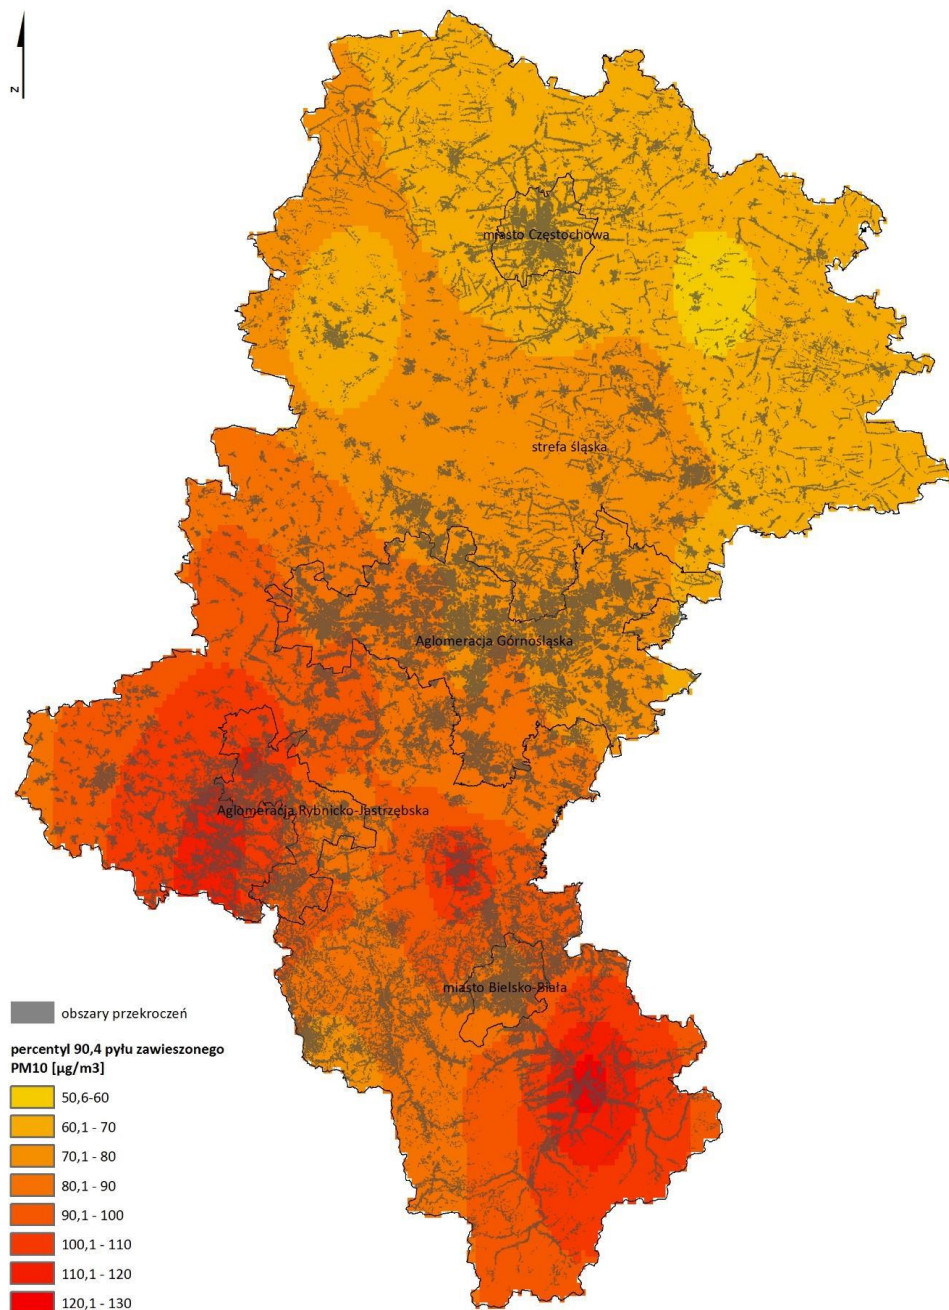 z
miasto Częstochowa
strefa śląska
Aglomeracja Górnośląska
Aglomeracja Rybnicko-Jastrzębska
miasto Bielsko-Biała
obszary przekroczeń
percentyl 90,4 pyłu zawieszonego
PM10 [µg/m3]
50,6-60
60,1 - 70
70,1 - 80
80,1 - 90
90,1 - 100
100,1 - 110
110,1 - 120
120,1 - 130